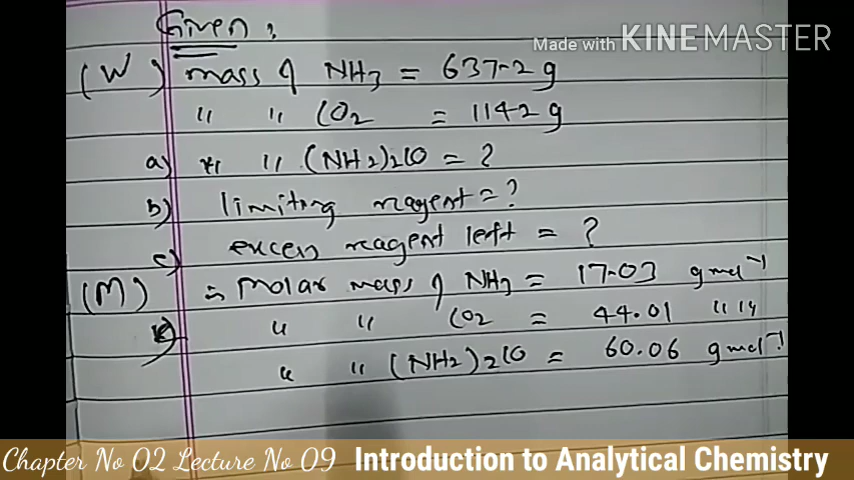 Given :
Made with KINEMASTER
(W) mass of NH3 = 637.2 g
" " CO2 = 1142 g
a) " " (NH2)2CO = ?
b) limiting reagent = ?
c) excess reagent left = ?
(M) ∴ Molar mass of NH3 = 17.03 g mol⁻¹
" " CO2 = 44.01 " "
" " (NH2)2CO = 60.06 g mol⁻¹
Chapter No 02 Lecture No 09 Introduction to Analytical Chemistry